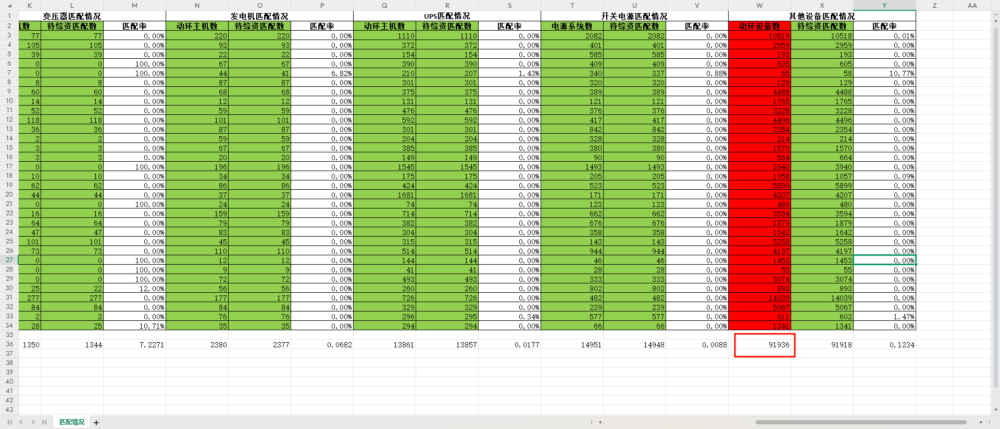 K L M N O P Q R S T U V W X Y Z AA
1 变压器匹配情况 发电机匹配情况 UPS匹配情况 开关电源匹配情况 其他设备匹配情况
2 机数 待综资匹配数 匹配率 动环主机数 待综资匹配数 匹配率 动环主机数 待综资匹配数 匹配率 电源系统数 待综资匹配数 匹配率 动环设备数 待综资匹配数 匹配率
3 77 77 0.00% 220 220 0.00% 1110 1110 0.00% 2082 2082 0.00% 10519 10518 0.01%
4 105 105 0.00% 93 93 0.00% 372 372 0.00% 401 401 0.00% 2959 2959 0.00%
5 39 39 0.00% 22 22 0.00% 154 154 0.00% 585 585 0.00% 193 193 0.00%
6 0 0 100.00% 67 67 0.00% 390 390 0.00% 409 409 0.00% 605 605 0.00%
7 0 0 100.00% 44 41 6.82% 210 207 1.43% 340 337 0.88% 65 58 10.77%
8 8 8 0.00% 87 87 0.00% 301 301 0.00% 320 320 0.00% 129 129 0.00%
9 60 60 0.00% 68 68 0.00% 375 375 0.00% 389 389 0.00% 4488 4488 0.00%
10 14 14 0.00% 12 12 0.00% 131 131 0.00% 121 121 0.00% 1765 1765 0.00%
11 52 52 0.00% 59 59 0.00% 476 476 0.00% 376 376 0.00% 3228 3228 0.00%
12 118 118 0.00% 101 101 0.00% 592 592 0.00% 417 417 0.00% 4496 4496 0.00%
13 36 36 0.00% 87 87 0.00% 301 301 0.00% 842 842 0.00% 2354 2354 0.00%
14 2 2 0.00% 59 59 0.00% 204 204 0.00% 328 328 0.00% 214 214 0.00%
15 3 3 0.00% 67 67 0.00% 385 385 0.00% 380 380 0.00% 1570 1570 0.00%
16 3 3 0.00% 20 20 0.00% 149 149 0.00% 90 90 0.00% 664 664 0.00%
17 0 0 100.00% 196 196 0.00% 1545 1545 0.00% 1493 1493 0.00% 3940 3940 0.00%
18 10 10 0.00% 34 34 0.00% 175 175 0.00% 205 205 0.00% 1058 1057 0.09%
19 62 62 0.00% 86 86 0.00% 424 424 0.00% 523 523 0.00% 5899 5899 0.00%
20 44 44 0.00% 37 37 0.00% 1681 1681 0.00% 171 171 0.00% 4207 4207 0.00%
21 0 0 100.00% 24 24 0.00% 74 74 0.00% 123 123 0.00% 480 480 0.00%
22 16 16 0.00% 159 159 0.00% 714 714 0.00% 662 662 0.00% 3594 3594 0.00%
23 64 64 0.00% 79 79 0.00% 382 382 0.00% 676 676 0.00% 1879 1879 0.00%
24 47 47 0.00% 83 83 0.00% 304 304 0.00% 358 358 0.00% 1642 1642 0.00%
25 101 101 0.00% 45 45 0.00% 315 315 0.00% 143 143 0.00% 5258 5258 0.00%
26 73 73 0.00% 110 110 0.00% 514 514 0.00% 944 944 0.00% 4197 4197 0.00%
27 0 0 100.00% 12 12 0.00% 144 144 0.00% 46 46 0.00% 1453 1453 0.00%
28 0 0 100.00% 9 9 0.00% 41 41 0.00% 28 28 0.00% 55 55 0.00%
29 0 0 100.00% 72 72 0.00% 493 493 0.00% 333 333 0.00% 3074 3074 0.00%
30 25 22 12.00% 56 56 0.00% 260 260 0.00% 802 802 0.00% 893 893 0.00%
31 277 277 0.00% 177 177 0.00% 726 726 0.00% 482 482 0.00% 14039 14039 0.00%
32 84 84 0.00% 84 84 0.00% 329 329 0.00% 239 239 0.00% 5067 5067 0.00%
33 2 2 0.00% 76 76 0.00% 296 295 0.34% 577 577 0.00% 611 602 1.47%
34 28 25 10.71% 35 35 0.00% 294 294 0.00% 66 66 0.00% 1341 1341 0.00%
35
36 1350 1344 7.2271 2380 2377 0.0682 13861 13857 0.0177 14951 14948 0.0088 91936 91918 0.1234
37
38
39
40
41
42
43
匹配情况